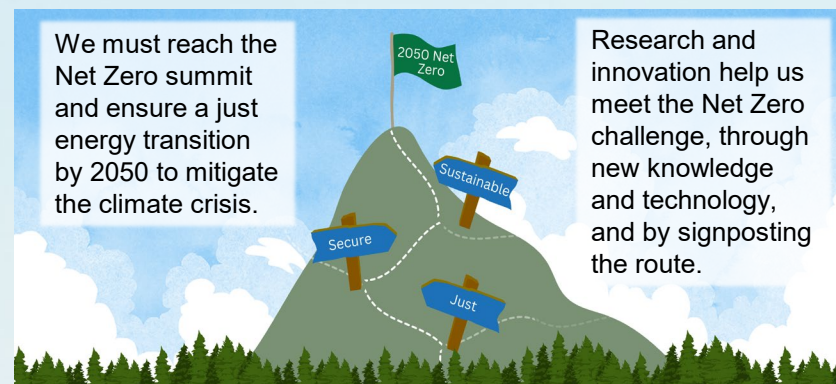 We must reach the
Net Zero summit
and ensure a just
energy transition
by 2050 to mitigate
the climate crisis.
2050 Net
Zero
Sustainable
Secure
Just
Research and
innovation help us
meet the Net Zero
challenge, through
new knowledge
and technology,
and by signposting
the route.